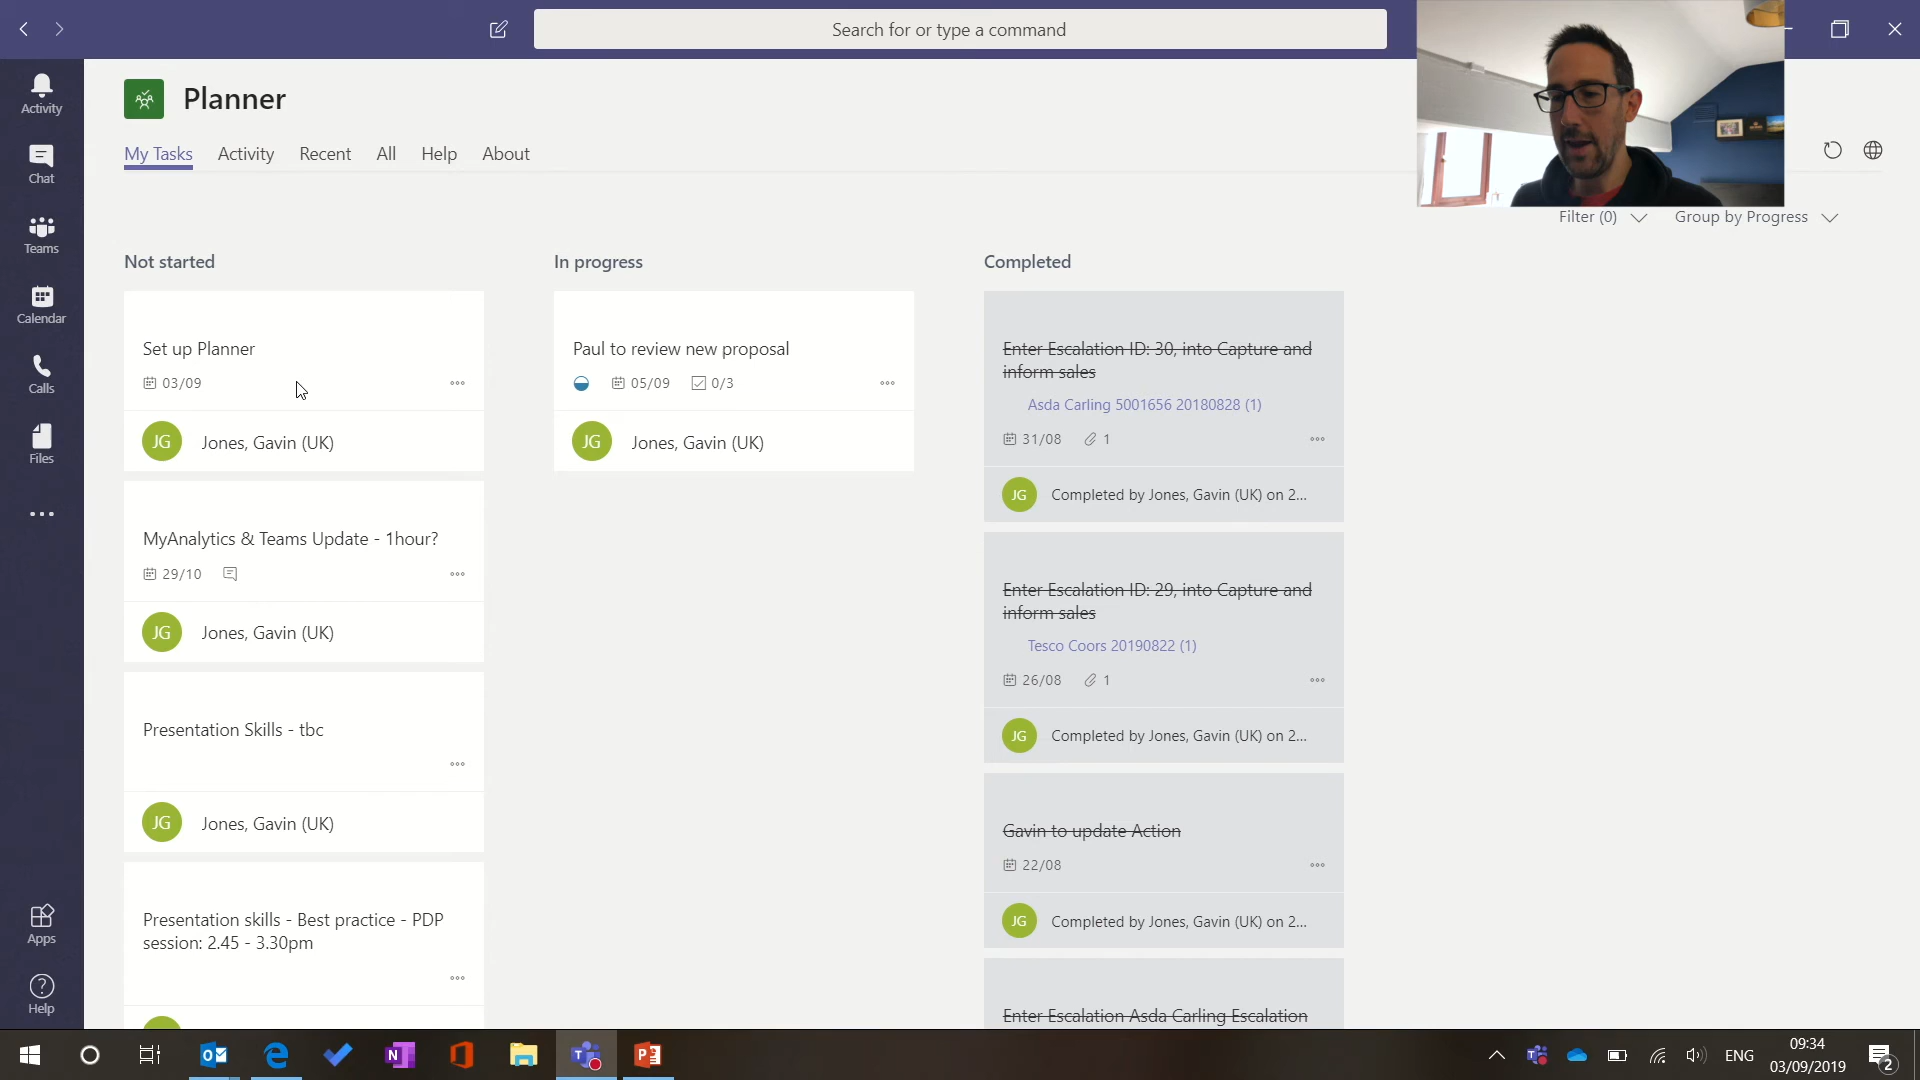 Search for or type a command
Activity
Chat
Teams
Calendar
Calls
Files
Apps
Help
Planner
My Tasks Activity Recent All Help About
Filter (0) Group by Progress
Not started
Set up Planner
03/09
JG Jones, Gavin (UK)
MyAnalytics & Teams Update - 1hour?
29/10
JG Jones, Gavin (UK)
Presentation Skills - tbc
JG Jones, Gavin (UK)
Presentation skills - Best practice - PDP
session: 2.45 - 3.30pm
In progress
Paul to review new proposal
05/09 0/3
JG Jones, Gavin (UK)
Completed
Enter Escalation ID: 30, into Capture and
inform sales
Asda Carling 5001656 20180828 (1)
31/08 1
JG Completed by Jones, Gavin (UK) on 2...
Enter Escalation ID: 29, into Capture and
inform sales
Tesco Coors 20190822 (1)
26/08 1
JG Completed by Jones, Gavin (UK) on 2...
Gavin to update Action
22/08
JG Completed by Jones, Gavin (UK) on 2...
Enter Escalation Asda Carling Escalation
ENG
09:34
03/09/2019
2